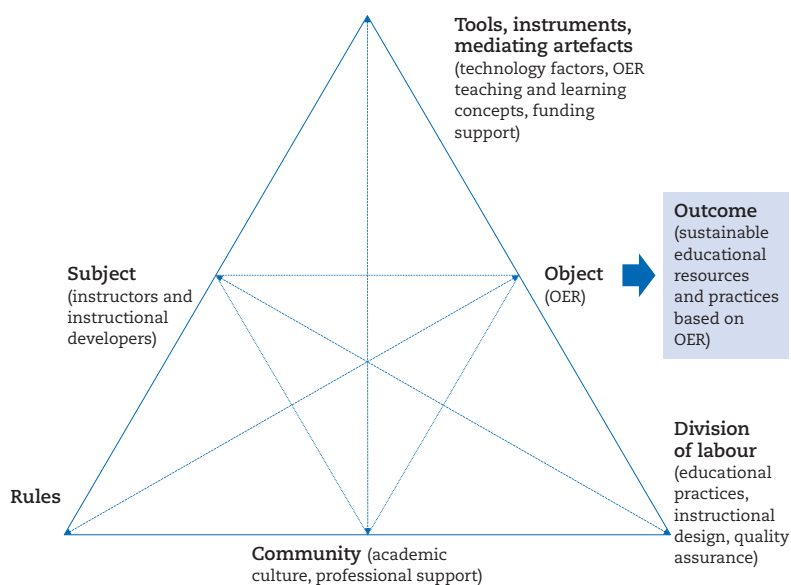 Tools, instruments,
mediating artefacts
(technology factors, OER
teaching and learning
concepts, funding
support)
Subject
(instructors and
instructional
developers)
Object
(OER)
Outcome
(sustainable
educational
resources
and practices
based on
OER)
Rules
Community (academic
culture, professional support)
Division
of labour
(educational
practices,
instructional
design, quality
assurance)